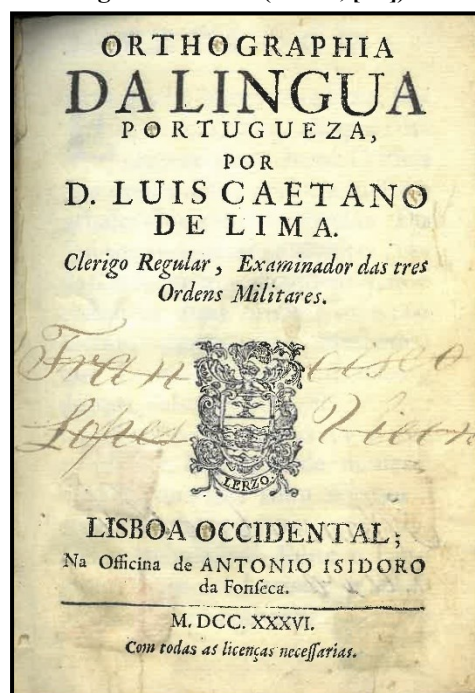 ORTHOGRAPHIA
DA LINGUA
PORTUGUEZA,
POR
D. LUIS CAETANO
DE LIMA.
Clerigo Regular, Examinador das tres
Ordens Militares.
Francisco
Lopes
LERZO.
LISBOA OCCIDENTAL;
Na Officina de ANTONIO ISIDORO
da Fonseca.
M. DCC. XXXVI.
Com todas as licenças neceſſarias.